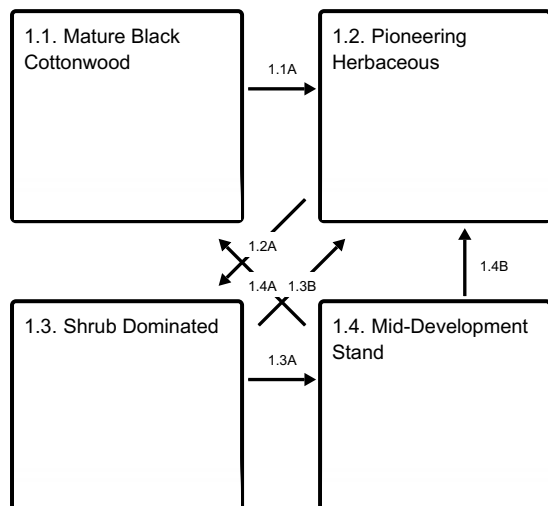 1.1. Mature Black
Cottonwood
1.1A
1.2. Pioneering
Herbaceous
1.2A
1.4A
1.3B
1.4B
1.3. Shrub Dominated
1.3A
1.4. Mid-Development
Stand